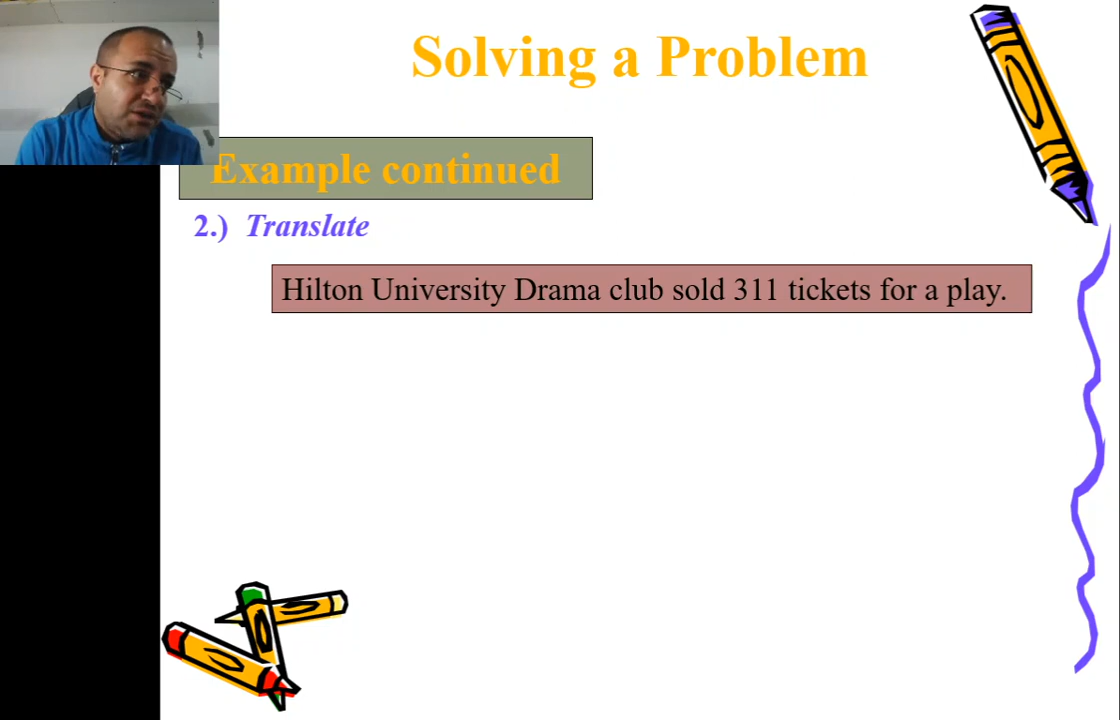 Solving a Problem
Example continued
2.) Translate
Hilton University Drama club sold 311 tickets for a play.